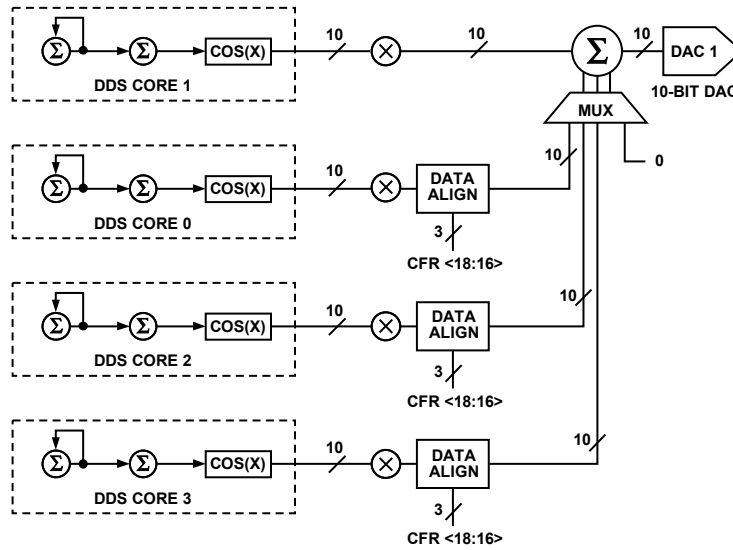 Σ Σ COS(X) 10 × 10 Σ 10 DAC 1
DDS CORE 1
10-BIT DAC
MUX
10
0
Σ Σ COS(X) 10 × DATA ALIGN
DDS CORE 0
3
CFR <18:16>
10
Σ Σ COS(X) 10 × DATA ALIGN
DDS CORE 2
3
CFR <18:16>
10
Σ Σ COS(X) 10 × DATA ALIGN
DDS CORE 3
3
CFR <18:16>